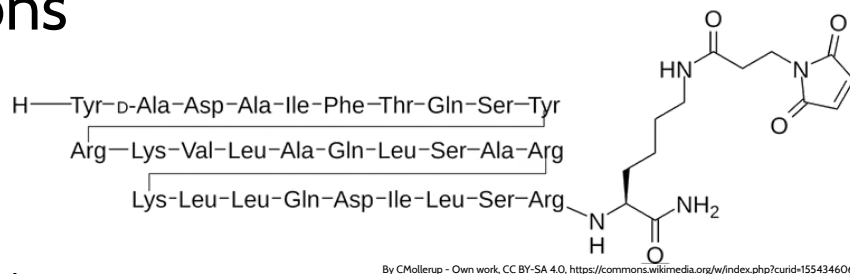 ons
H—Tyr-D-Ala-Asp-Ala-Ile-Phe-Thr-Gln-Ser-Tyr
Arg-Lys-Val-Leu-Ala-Gln-Leu-Ser-Ala-Arg
Lys-Leu-Leu-Gln-Asp-Ile-Leu-Ser-Arg
N
H
O
NH2
HN
O
N
O
O
By CMollerup - Own work, CC BY-SA 4.0, https://commons.wikimedia.org/w/index.php?curid=15543460